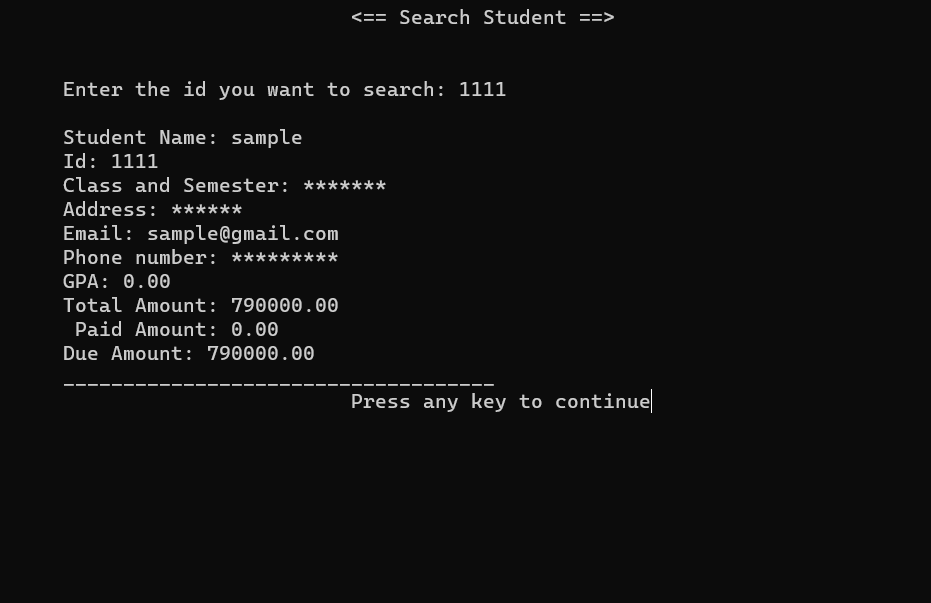 <== Search Student ==>
Enter the id you want to search: 1111
Student Name: sample
Id: 1111
Class and Semester: *******
Address: ******
Email: sample@gmail.com
Phone number: *********
GPA: 0.00
Total Amount: 790000.00
Paid Amount: 0.00
Due Amount: 790000.00
____________________________________
Press any key to continue